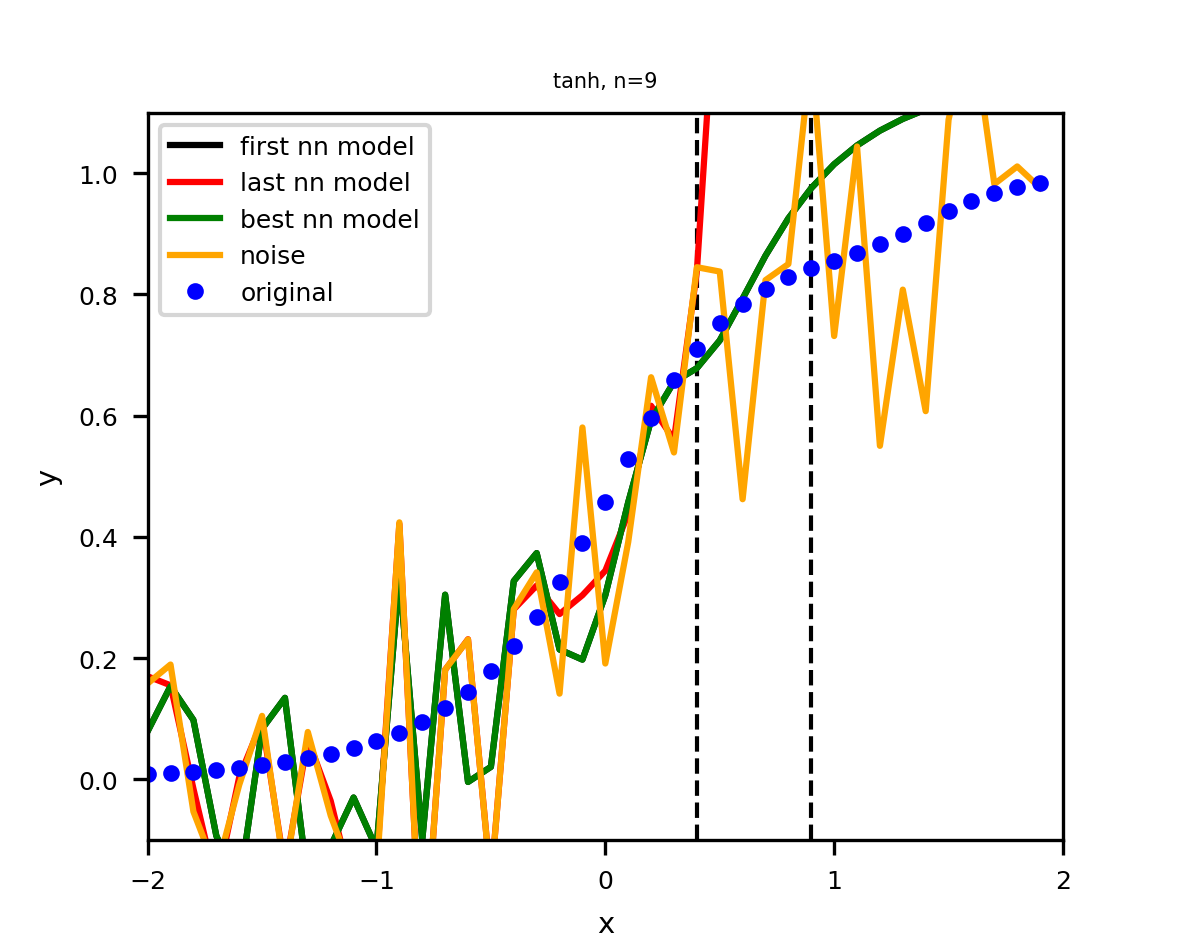 tanh, n=9
first nn model
last nn model
best nn model
noise
original
1.0
0.8
0.6
0.4
0.2
0.0
y
−2
−1
0
1
2
x